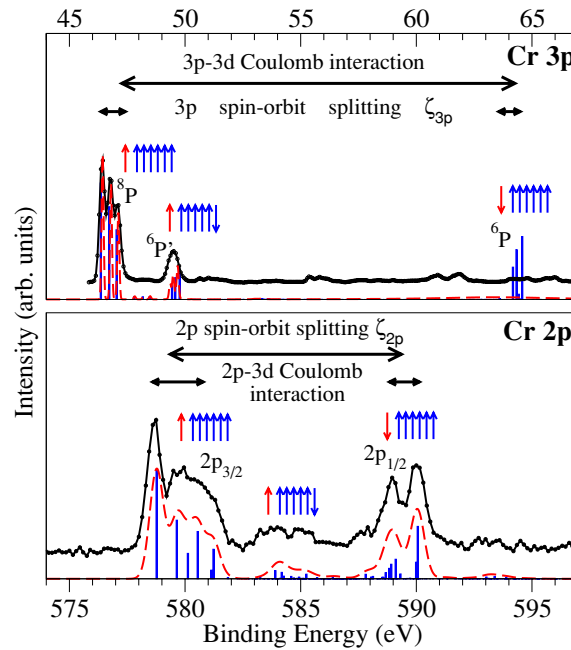 45 50 55 60 65
Cr 3p
3p-3d Coulomb interaction
3p spin-orbit splitting ζ3p
8P
6P'
6P
Intensity (arb. units)
Cr 2p
2p spin-orbit splitting ζ2p
2p-3d Coulomb
interaction
2p3/2
2p1/2
575 580 585 590 595
Binding Energy (eV)